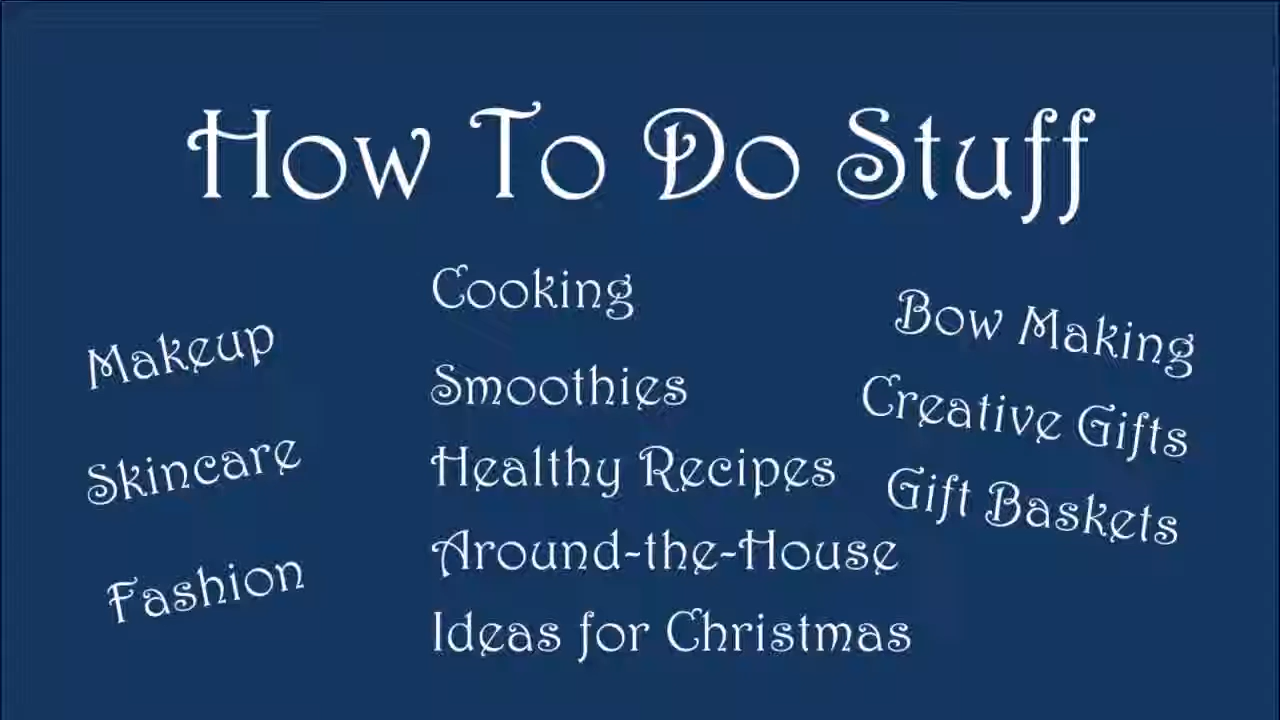 How To Do Stuff
Makeup
Skincare
Fashion
Cooking
Smoothies
Healthy Recipes
Around-the-House
Ideas for Christmas
Bow Making
Creative Gifts
Gift Baskets